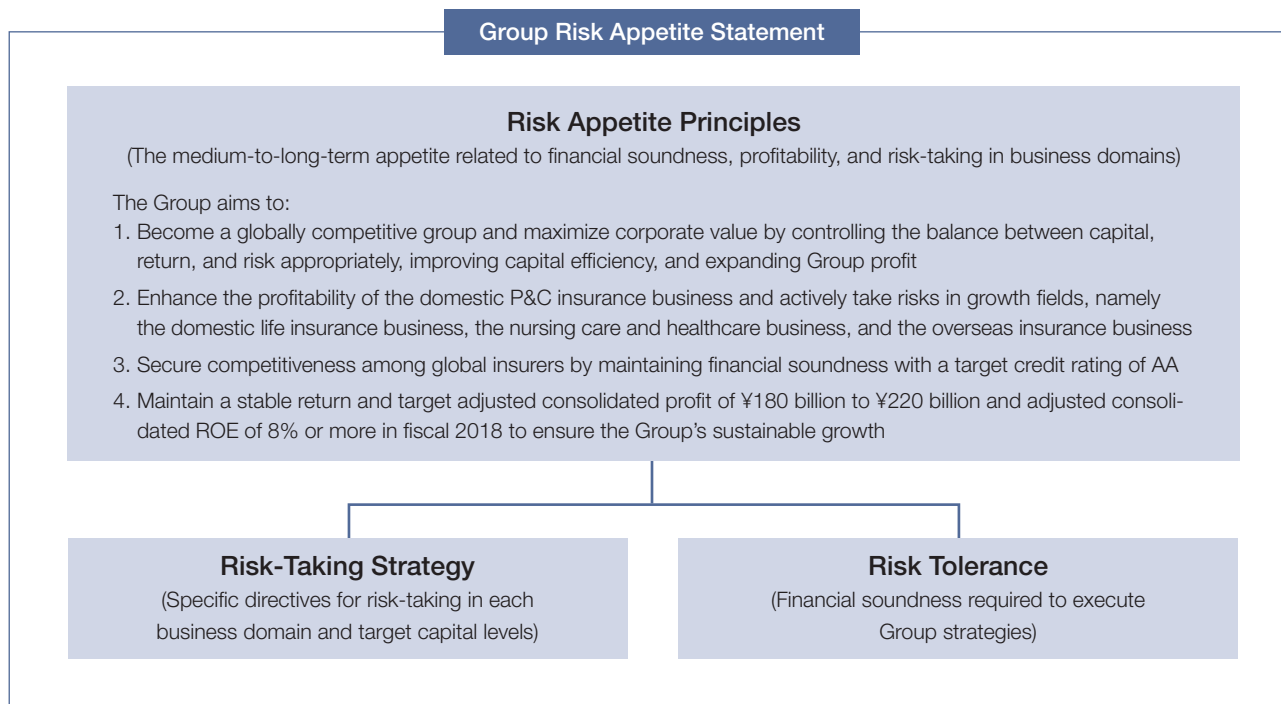 Group Risk Appetite Statement
Risk Appetite Principles
(The medium-to-long-term appetite related to financial soundness, profitability, and risk-taking in business domains)
The Group aims to:
1. Become a globally competitive group and maximize corporate value by controlling the balance between capital,
return, and risk appropriately, improving capital efficiency, and expanding Group profit
2. Enhance the profitability of the domestic P&C insurance business and actively take risks in growth fields, namely
the domestic life insurance business, the nursing care and healthcare business, and the overseas insurance business
3. Secure competitiveness among global insurers by maintaining financial soundness with a target credit rating of AA
4. Maintain a stable return and target adjusted consolidated profit of ¥180 billion to ¥220 billion and adjusted consoli-
dated ROE of 8% or more in fiscal 2018 to ensure the Group's sustainable growth
Risk-Taking Strategy
(Specific directives for risk-taking in each
business domain and target capital levels)
Risk Tolerance
(Financial soundness required to execute
Group strategies)